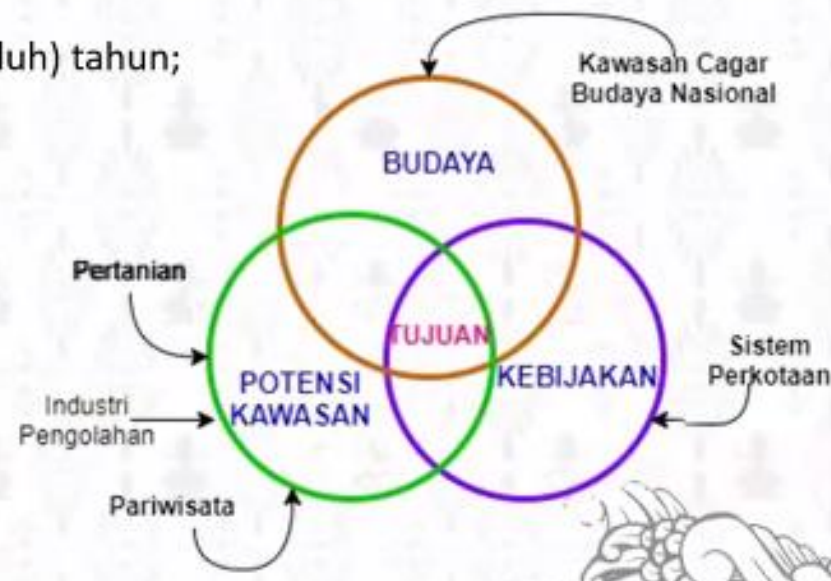 luh) tahun;
Kawasan Cagar
Budaya Nasional
BUDAYA
Pertanian
TUJUAN
Sistem
Perkotaan
POTENSI
KAWASAN
KEBIJAKAN
Industri
Pengolahan
Pariwisata